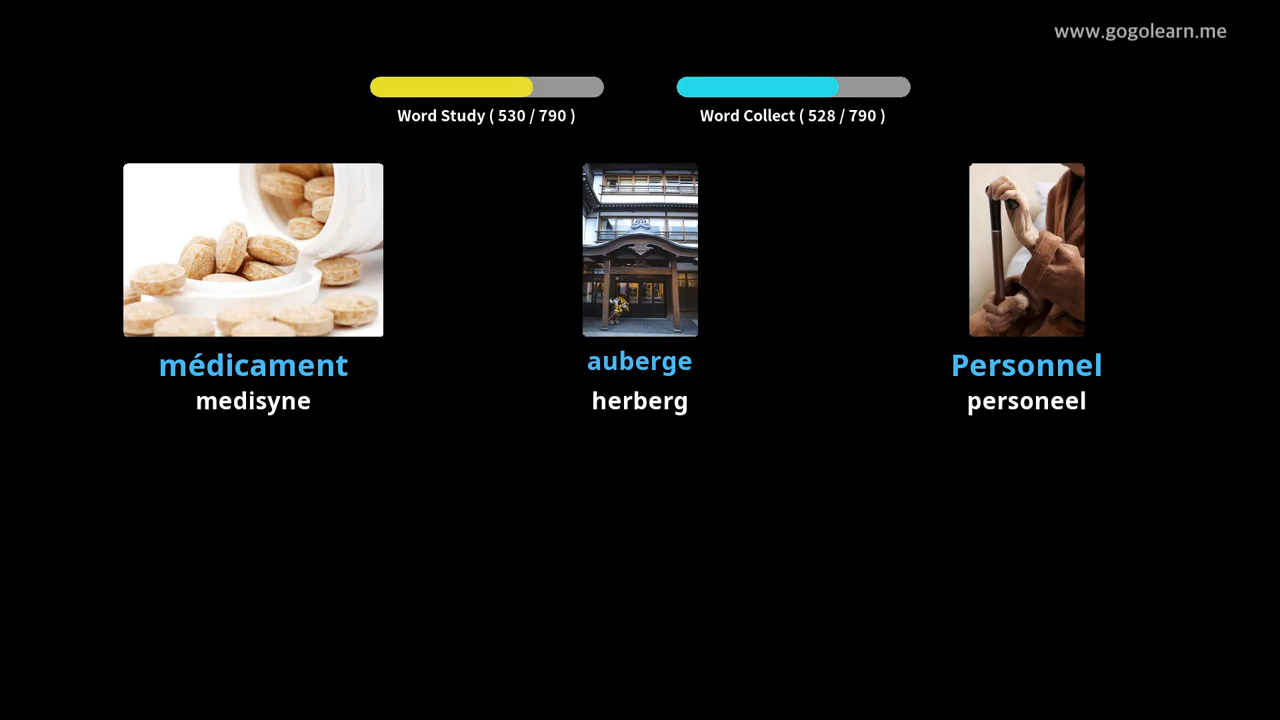 www.gogolearn.me
Word Study ( 530 / 790 )
Word Collect ( 528 / 790 )
médicament
auberge
Personnel
medisyne
herberg
personeel